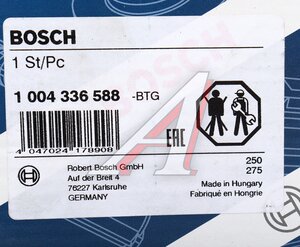 BOSCH
1 St/Pc
1 004 336 588 -BTG
4 047024 178908
EAC
Robert Bosch GmbH
Auf der Breit 4
76227 Karlsruhe
GERMANY
250
275
Made in Hungary
Fabriqué en Hongrie